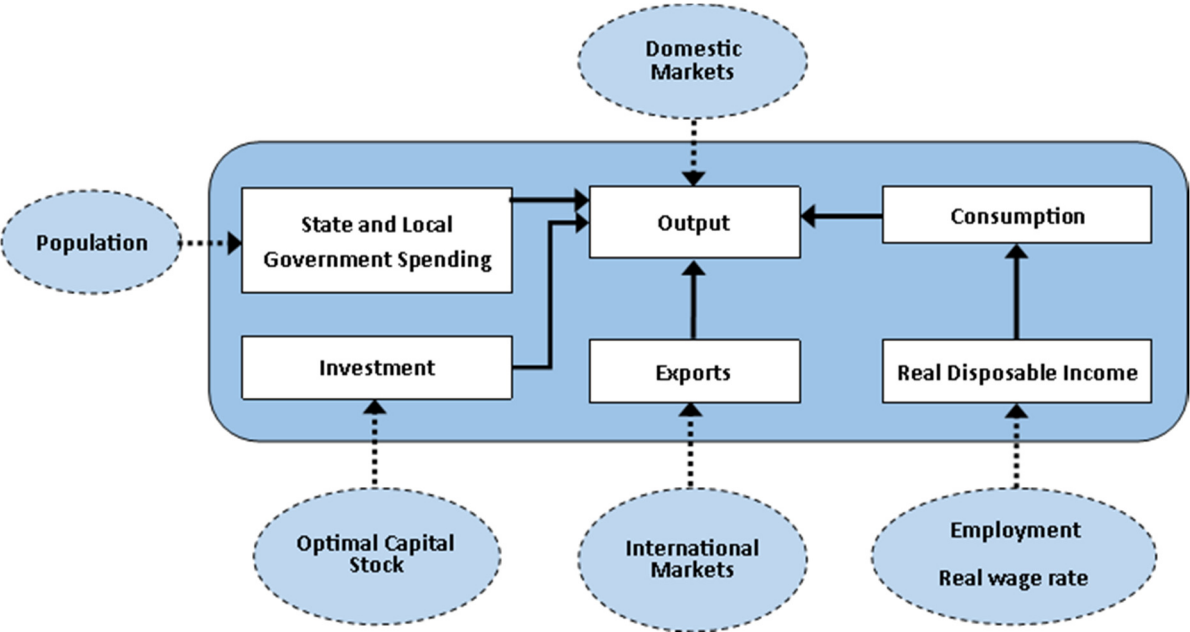 Domestic
Markets
Population
State and Local
Government Spending
Output
Consumption
Investment
Exports
Real Disposable Income
Optimal Capital
Stock
International
Markets
Employment
Real wage rate